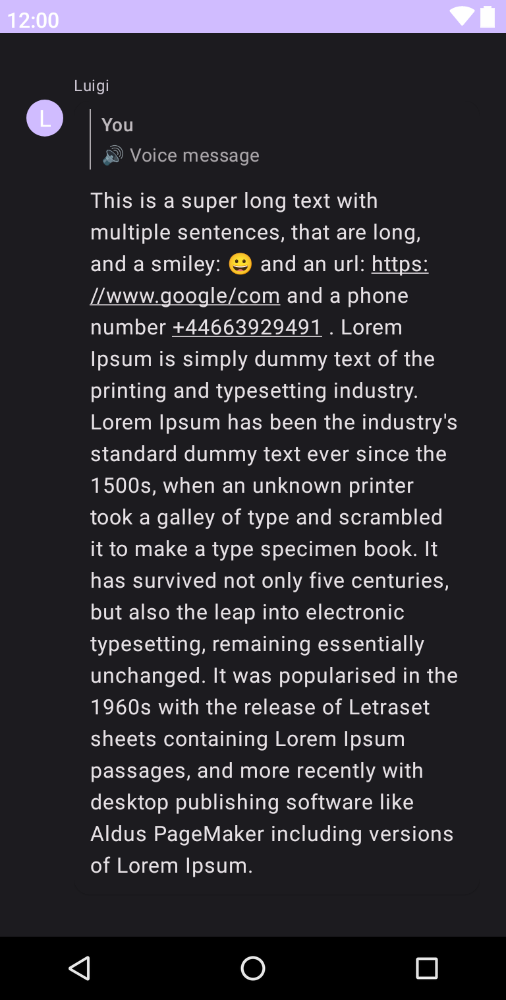 12:00
Luigi
L
You
🔊 Voice message
This is a super long text with
multiple sentences, that are long,
and a smiley: 😀 and an url: https:
//www.google/com and a phone
number +44663929491 . Lorem
Ipsum is simply dummy text of the
printing and typesetting industry.
Lorem Ipsum has been the industry's
standard dummy text ever since the
1500s, when an unknown printer
took a galley of type and scrambled
it to make a type specimen book. It
has survived not only five centuries,
but also the leap into electronic
typesetting, remaining essentially
unchanged. It was popularised in the
1960s with the release of Letraset
sheets containing Lorem Ipsum
passages, and more recently with
desktop publishing software like
Aldus PageMaker including versions
of Lorem Ipsum.